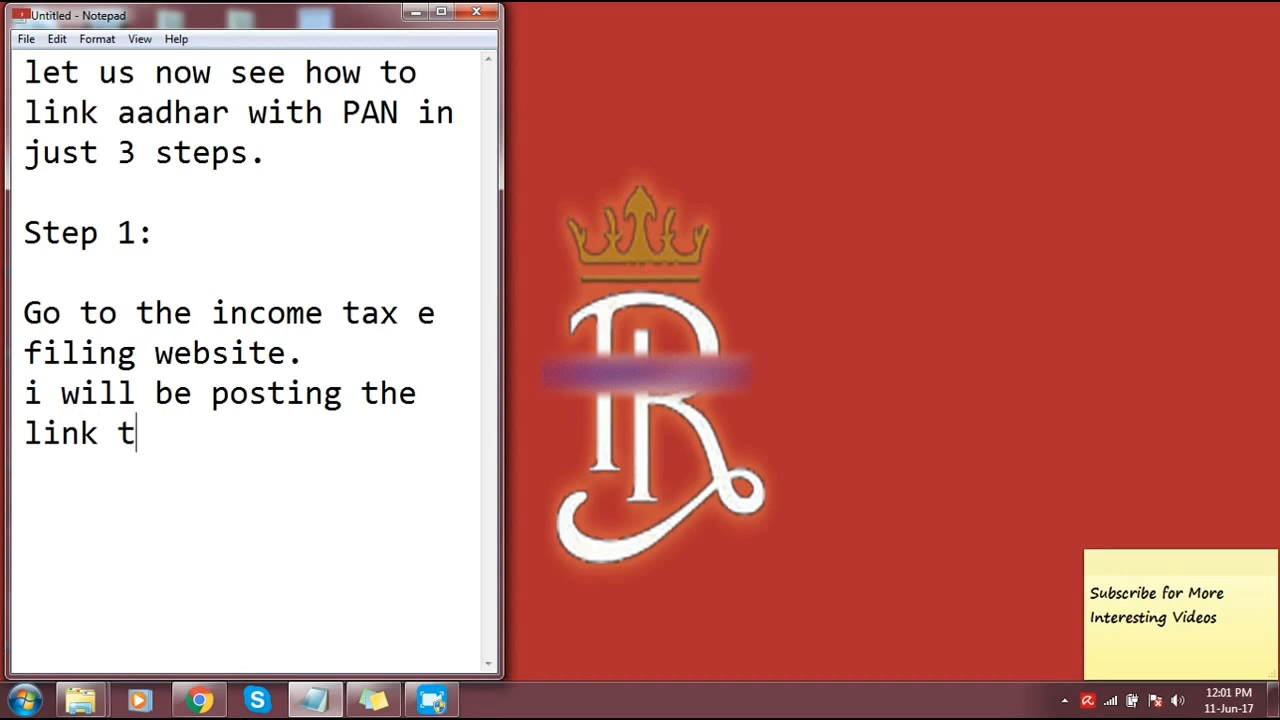 Untitled - Notepad
File Edit Format View Help
let us now see how to
link aadhar with PAN in
just 3 steps.
Step 1:
Go to the income tax e
filing website.
i will be posting the
link t
Subscribe for More
Interesting Videos
12:01 PM
11-Jun-17